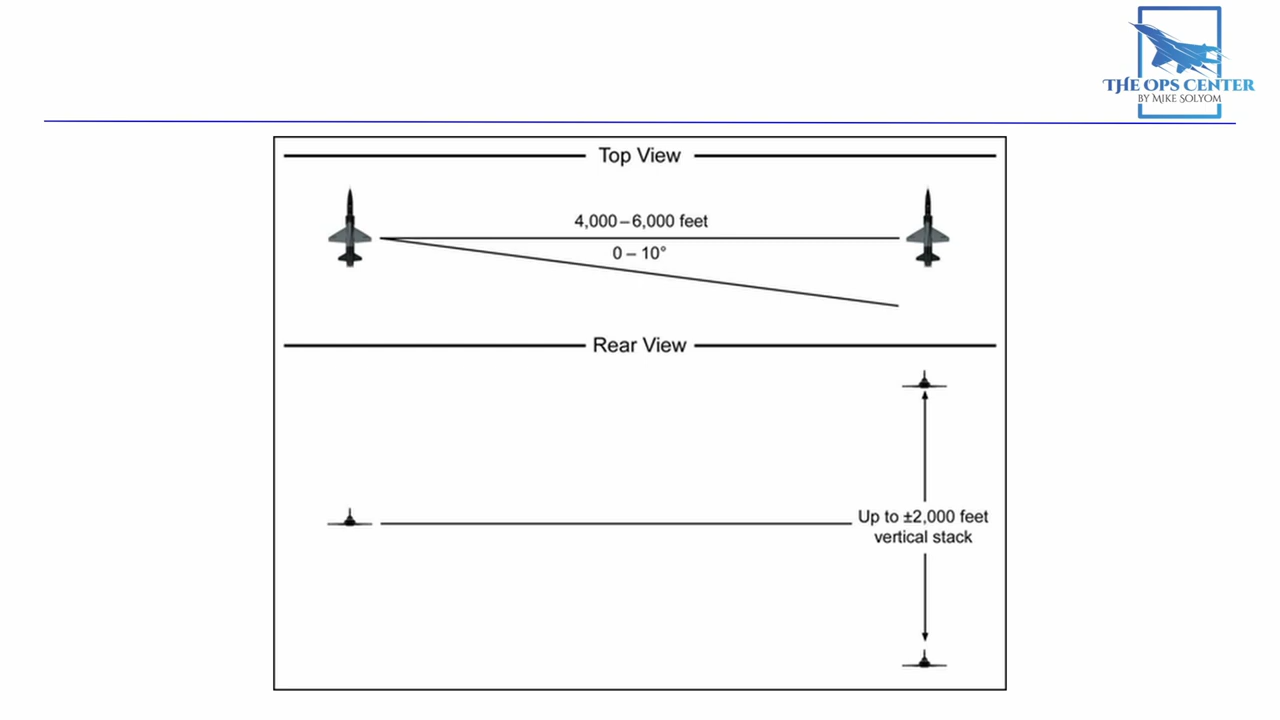 THE OPS CENTER
BY MIKE SOLYOM
Top View
4,000–6,000 feet
0 – 10°
Rear View
Up to ±2,000 feet
vertical stack